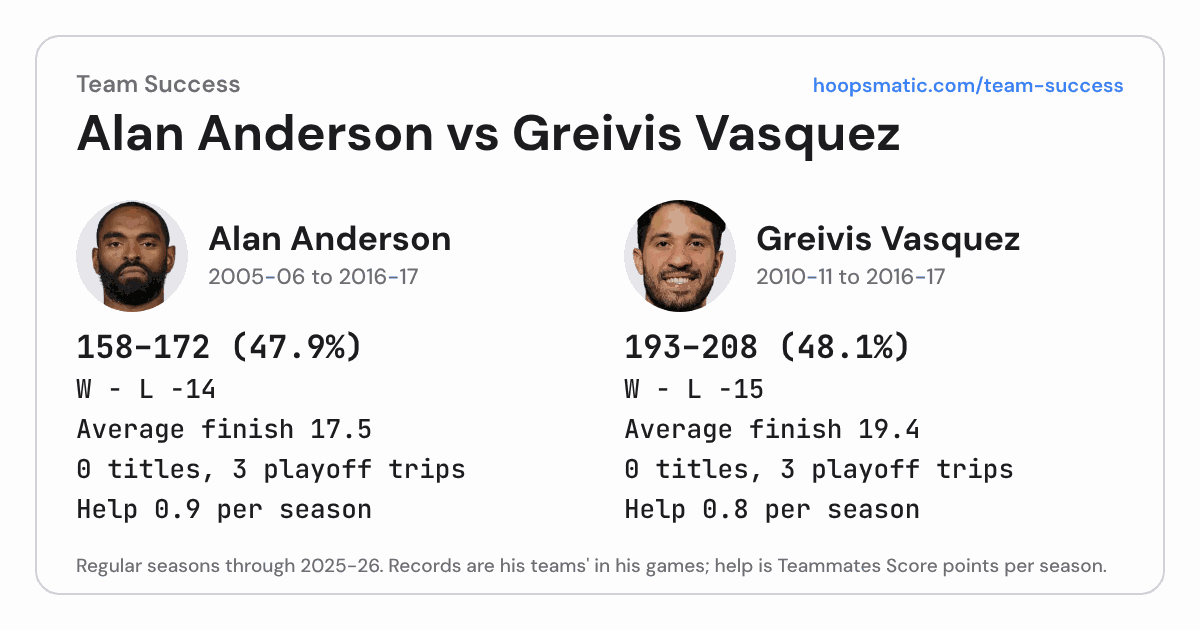 Team Success
hoopsmatic.com/team-success
Alan Anderson vs Greivis Vasquez
Alan Anderson
2005-06 to 2016-17
158-172 (47.9%)
W - L -14
Average finish 17.5
0 titles, 3 playoff trips
Help 0.9 per season
Greivis Vasquez
2010-11 to 2016-17
193-208 (48.1%)
W - L -15
Average finish 19.4
0 titles, 3 playoff trips
Help 0.8 per season
Regular seasons through 2025-26. Records are his teams' in his games; help is Teammates Score points per season.